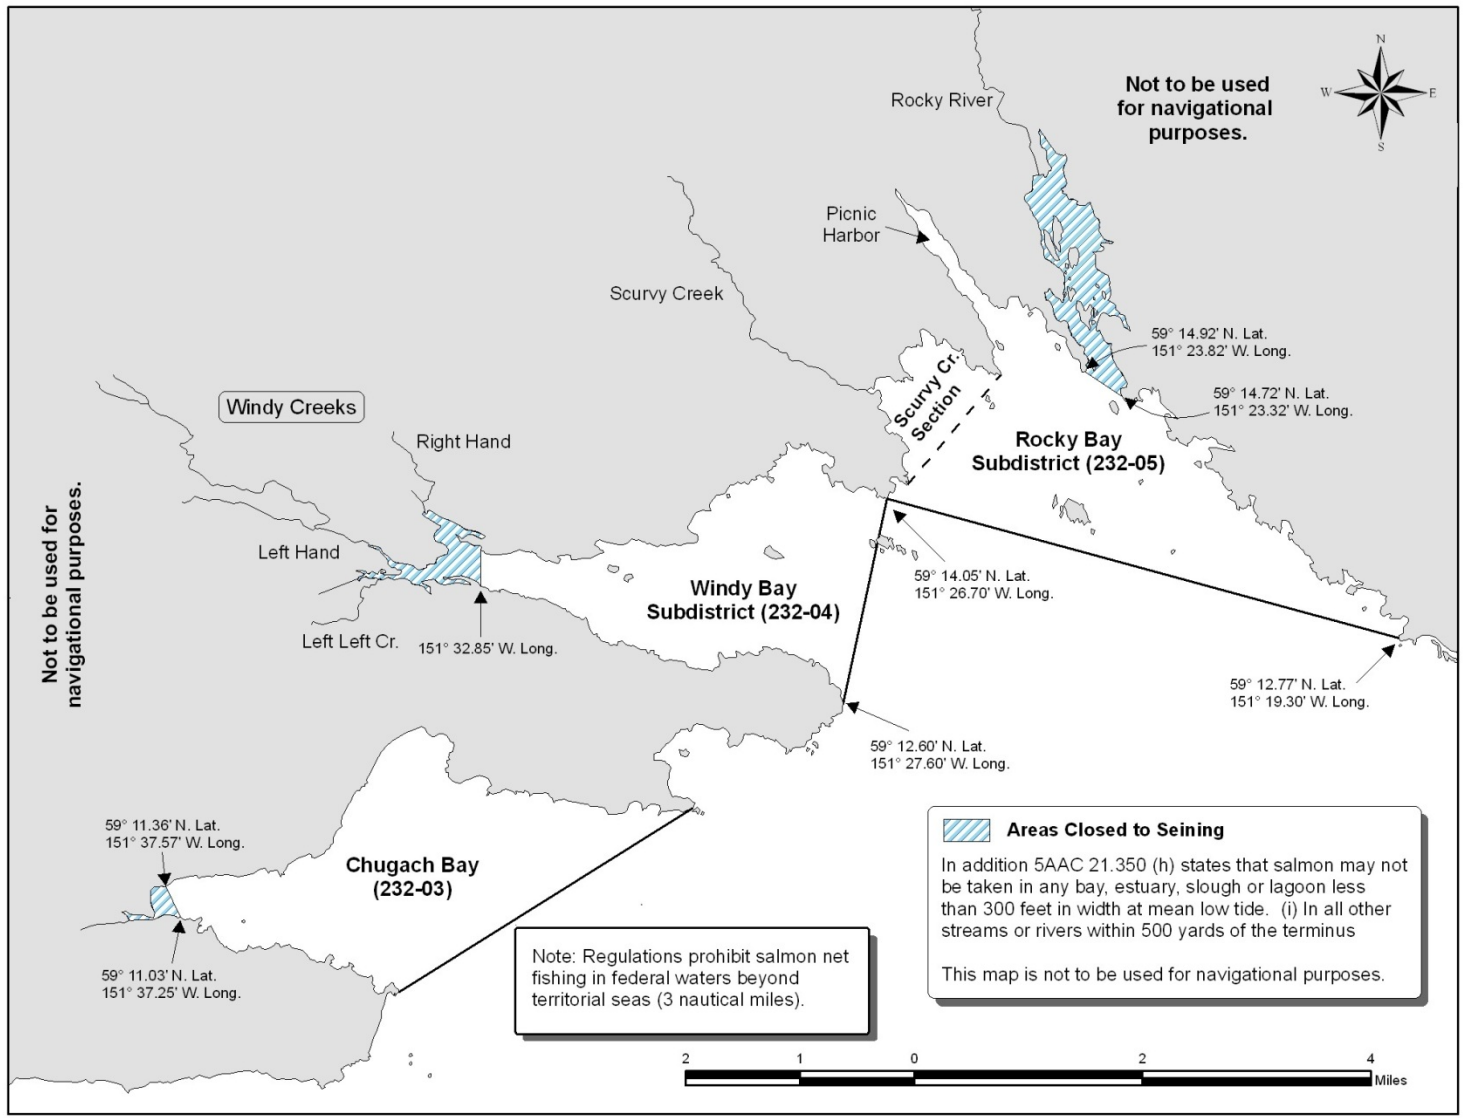 N
W
E
S
Not to be used
for navigational
purposes.
Rocky River
Picnic
Harbor
Scurvy Creek
59° 14.92' N. Lat.
151° 23.82' W. Long.
59° 14.72' N. Lat.
151° 23.32' W. Long.
Scurvy Cr.
Section
Windy Creeks
Right Hand
Rocky Bay
Subdistrict (232-05)
Not to be used for
navigational purposes.
Left Hand
Windy Bay
Subdistrict (232-04)
59° 14.05' N. Lat.
151° 26.70' W. Long.
Left Left Cr.
151° 32.85' W. Long.
59° 12.77' N. Lat.
151° 19.30' W. Long.
59° 12.60' N. Lat.
151° 27.60' W. Long.
59° 11.36' N. Lat.
151° 37.57' W. Long.
Chugach Bay
(232-03)
59° 11.03' N. Lat.
151° 37.25' W. Long.
Areas Closed to Seining
In addition 5AAC 21.350 (h) states that salmon may not
be taken in any bay, estuary, slough or lagoon less
than 300 feet in width at mean low tide.  (i) In all other
streams or rivers within 500 yards of the terminus
This map is not to be used for navigational purposes.
Note: Regulations prohibit salmon net
fishing in federal waters beyond
territorial seas (3 nautical miles).
2 1 0 2 4
Miles